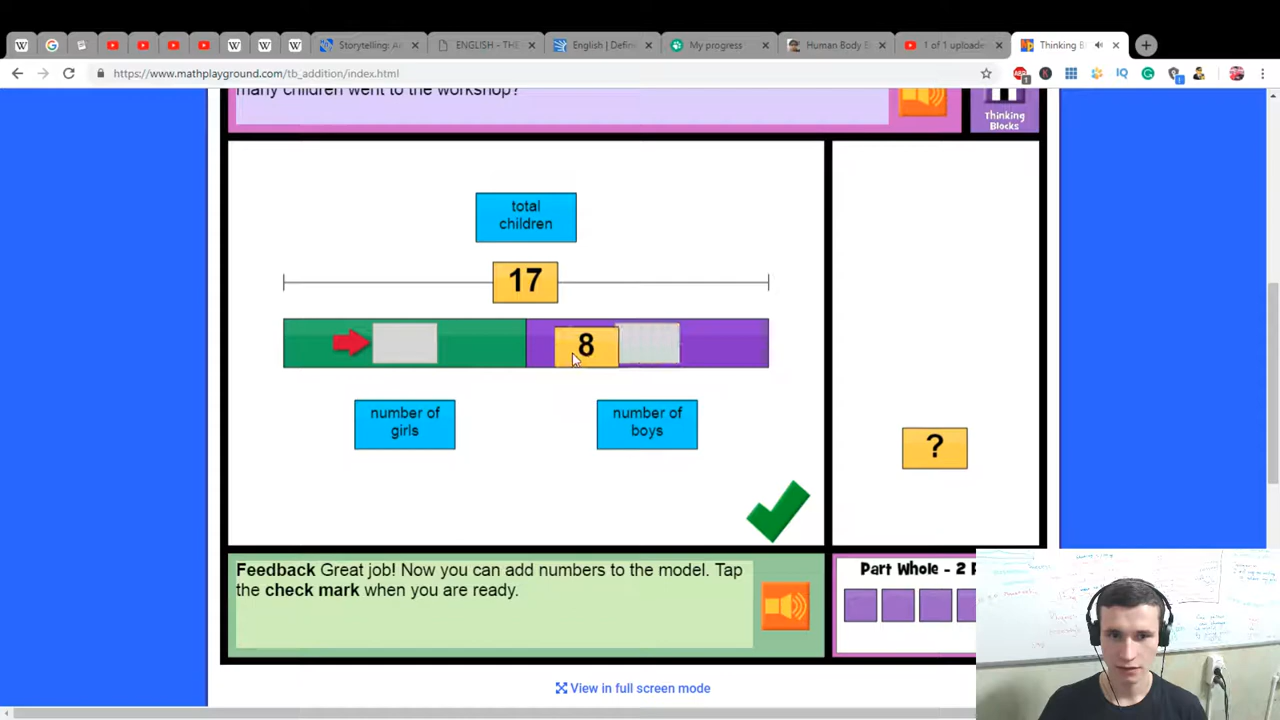 Storytelling: Ar
ENGLISH - THE
English | Defini
My progress
Human Body E
1 of 1 uploade
Thinking B
https://www.mathplayground.com/tb_addition/index.html
many children went to the workshop?
Thinking
Blocks
total
children
17
8
number of
girls
number of
boys
?
Feedback Great job! Now you can add numbers to the model. Tap
the check mark when you are ready.
Part Whole - 2 P
View in full screen mode